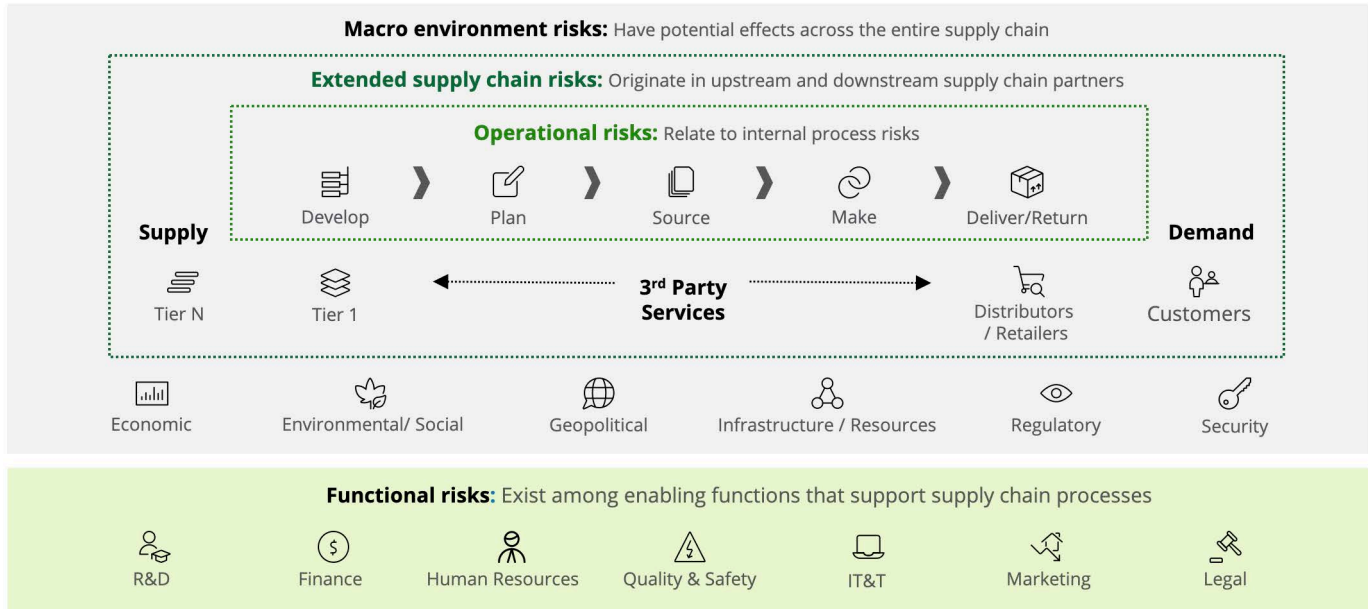 Macro environment risks: Have potential effects across the entire supply chain
Extended supply chain risks: Originate in upstream and downstream supply chain partners
Operational risks: Relate to internal process risks
Develop
Plan
Source
Make
Deliver/Return
Supply
Demand
Tier N
Tier 1
3rd Party
Services
Distributors
/ Retailers
Customers
Economic
Environmental/ Social
Geopolitical
Infrastructure / Resources
Regulatory
Security
Functional risks: Exist among enabling functions that support supply chain processes
R&D
Finance
Human Resources
Quality & Safety
IT&T
Marketing
Legal